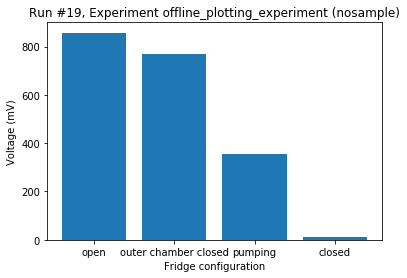 Run #19, Experiment offline_plotting_experiment (nosample)
800
600
400
200
0
Voltage (mV)
open outer chamber closed pumping closed
Fridge configuration